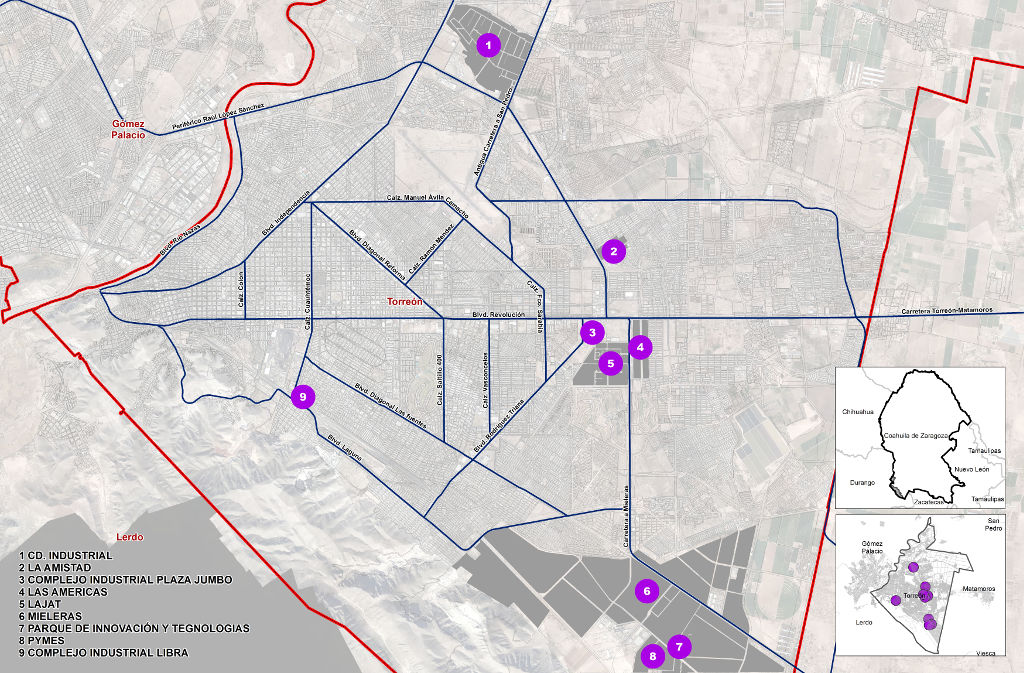 1
Antigua Carretera a San Pedro
Periférico Raúl López Sánchez
Gómez
Palacio
Blvd. Independencia
Calz. Manuel Ávila Camacho
Blvd. Río Nazas
Blvd. Diagonal Reforma
Calz. Ramón Méndez
2
Calz. Colón
Calz. Cuauhtémoc
Torreón
Calz. Fco. Sarabia
Blvd. Revolución
Carretera Torreón-Matamoros
3
4
5
Calz. Saltillo 400
Calz. Vasconcelos
9
Blvd. Diagonal Las fuentes
Blvd. Rodríguez Triana
Blvd. Laguna
Carretera a Mieleras
6
7
8
Lerdo
1 CD. INDUSTRIAL
2 LA AMISTAD
3 COMPLEJO INDUSTRIAL PLAZA JUMBO
4 LAS AMERICAS
5 LAJAT
6 MIELERAS
7 PARQUE DE INNOVACIÓN Y TEGNOLOGIAS
8 PYMES
9 COMPLEJO INDUSTRIAL LIBRA
Chihuahua
Coahuila de Zaragoza
Tamaulipas
Nuevo León
Durango
Zacatecas
Tamaulipas
San
Pedro
Gómez
Palacio
Matamoros
Torreón
Lerdo
Viesca